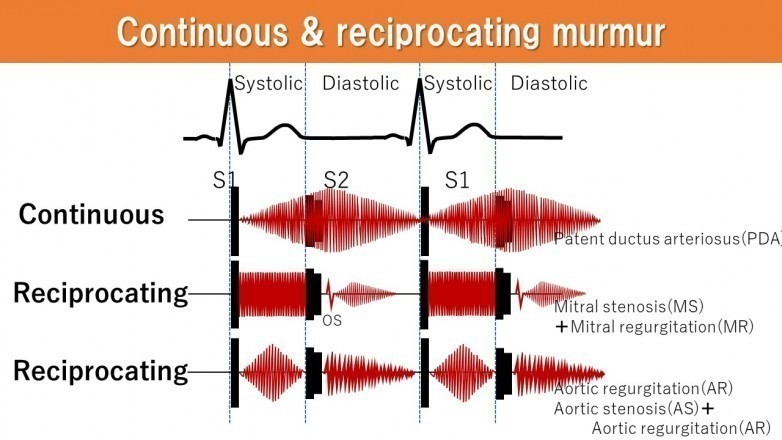 Continuous & reciprocating murmur
Systolic Diastolic Systolic Diastolic
S1 S2 S1
Continuous
Patent ductus arteriosus(PDA)
Reciprocating
OS
Mitral stenosis(MS)
+Mitral regurgitation(MR)
Reciprocating
Aortic regurgitation(AR)
Aortic stenosis(AS)+
Aortic regurgitation(AR)